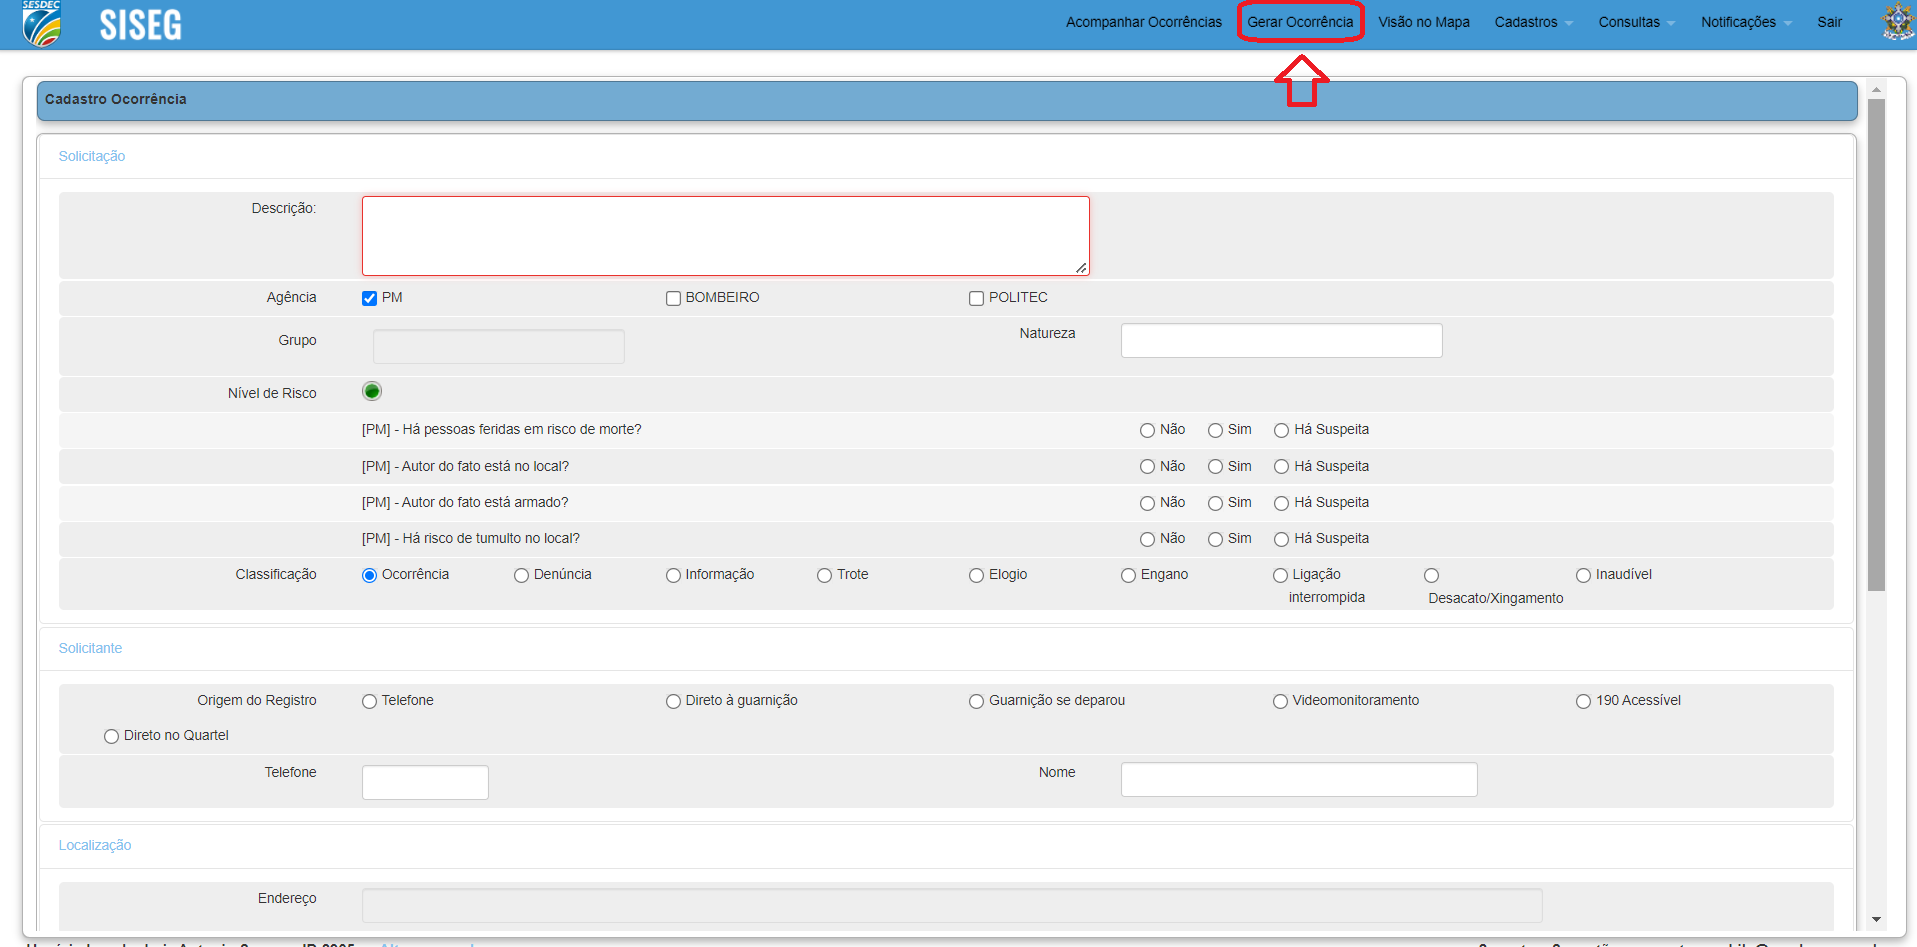 SESDEC
SISEG
Acompanhar Ocorrências Gerar Ocorrência Visão no Mapa Cadastros Consultas Notificações Sair
Cadastro Ocorrência
Solicitação
Descrição:
Agência PM BOMBEIRO POLITEC
Grupo Natureza
Nível de Risco
[PM] - Há pessoas feridas em risco de morte? Não Sim Há Suspeita
[PM] - Autor do fato está no local? Não Sim Há Suspeita
[PM] - Autor do fato está armado? Não Sim Há Suspeita
[PM] - Há risco de tumulto no local? Não Sim Há Suspeita
Classificação Ocorrência Denúncia Informação Trote Elogio Engano Ligação interrompida Desacato/Xingamento Inaudível
Solicitante
Origem do Registro Telefone Direto à guarnição Guarnição se deparou Videomonitoramento 190 Acessível
Direto no Quartel
Telefone Nome
Localização
Endereço